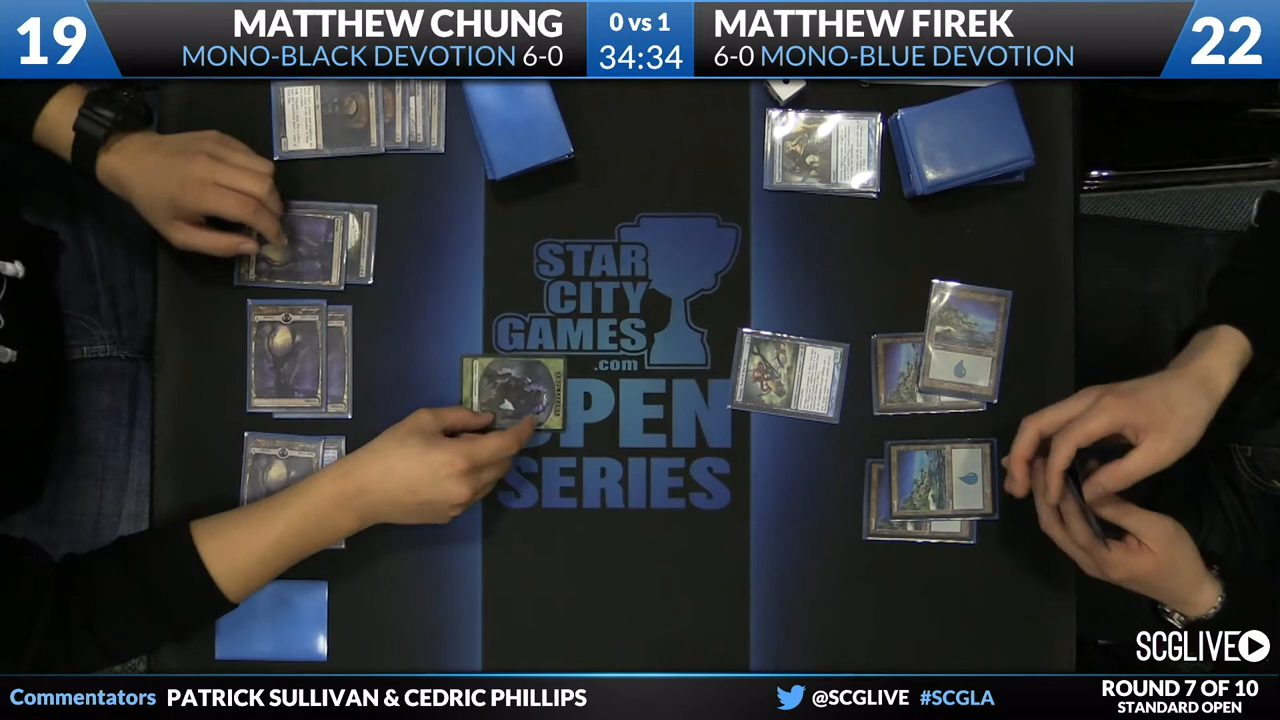 19
MATTHEW CHUNG
MONO-BLACK DEVOTION 6-0
0 vs 1
34:34
MATTHEW FIREK
6-0 MONO-BLUE DEVOTION
22
STAR
CITY
GAMES
.com
OPEN
SERIES
SCGLIVE
Commentators PATRICK SULLIVAN & CEDRIC PHILLIPS
@SCGLIVE #SCGLA
ROUND 7 OF 10
STANDARD OPEN